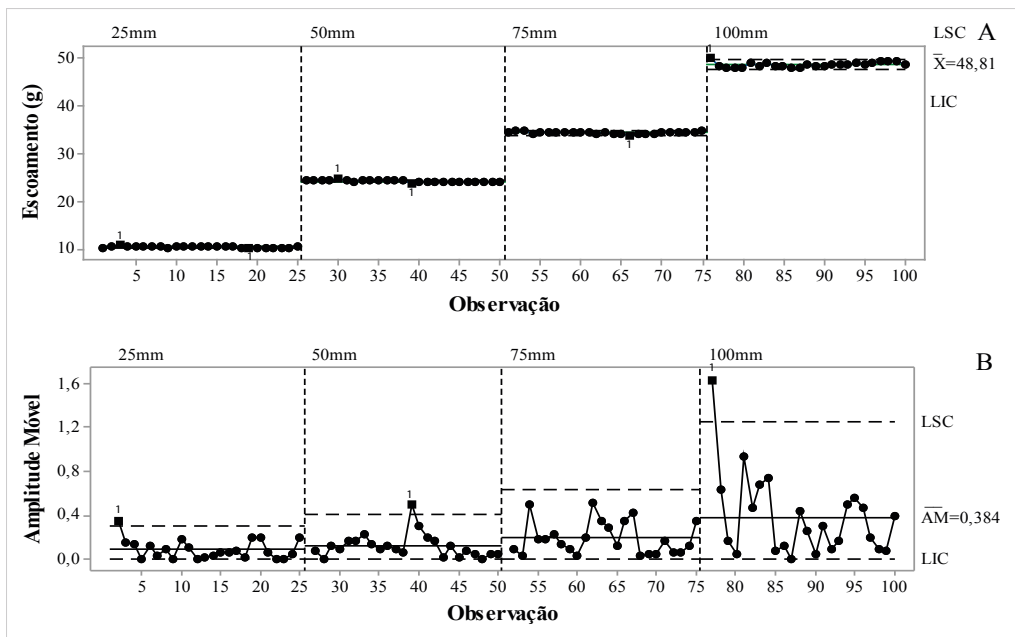 25mm 50mm 75mm 100mm LSC A
50
X=48,81
40
LIC
30
20
10
Escoamento (g)
1 1 1 1 1 1
5 10 15 20 25 30 35 40 45 50 55 60 65 70 75 80 85 90 95 100
Observação
25mm 50mm 75mm 100mm B
1,6
1,2
LSC
0,8
0,4
AM=0,384
0,0
LIC
Amplitude Móvel
1 1 1
5 10 15 20 25 30 35 40 45 50 55 60 65 70 75 80 85 90 95 100
Observação